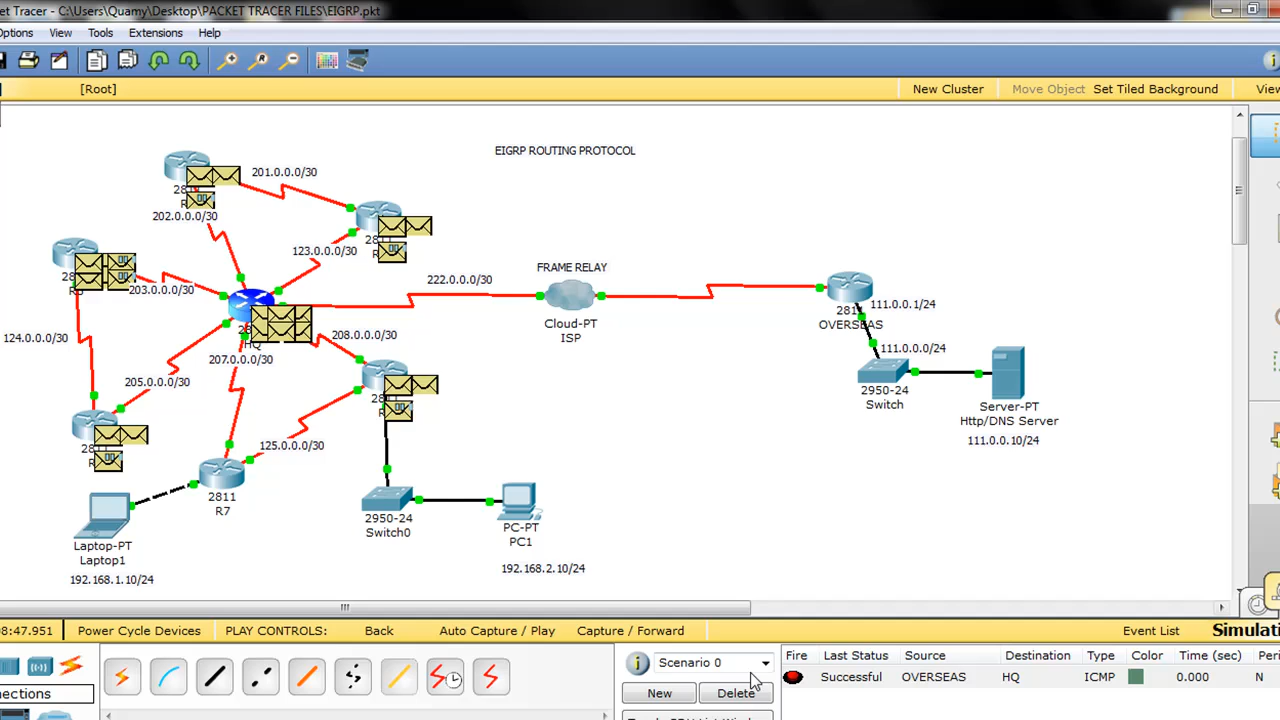 et Tracer - C:\Users\Quamy\Desktop\PACKET TRACER FILES\EIGRP.pkt
Options View Tools Extensions Help
[Root] New Cluster Move Object Set Tiled Background View
EIGRP ROUTING PROTOCOL
201.0.0.0/30
202.0.0.0/30
123.0.0.0/30
203.0.0.0/30
222.0.0.0/30
FRAME RELAY
Cloud-PT
ISP
OVERSEAS
111.0.0.1/24
HQ
124.0.0.0/30
208.0.0.0/30
207.0.0.0/30
205.0.0.0/30
111.0.0.0/24
2950-24
Switch
Server-PT
Http/DNS Server
111.0.0.10/24
125.0.0.0/30
2811
R7
Laptop-PT
Laptop1
192.168.1.10/24
2950-24
Switch0
PC-PT
PC1
192.168.2.10/24
8:47.951 Power Cycle Devices PLAY CONTROLS: Back Auto Capture / Play Capture / Forward Event List Simulati
Scenario 0
Fire Last Status Source Destination Type Color Time (sec) Peri
Successful OVERSEAS HQ ICMP 0.000 N
New Delete
nections